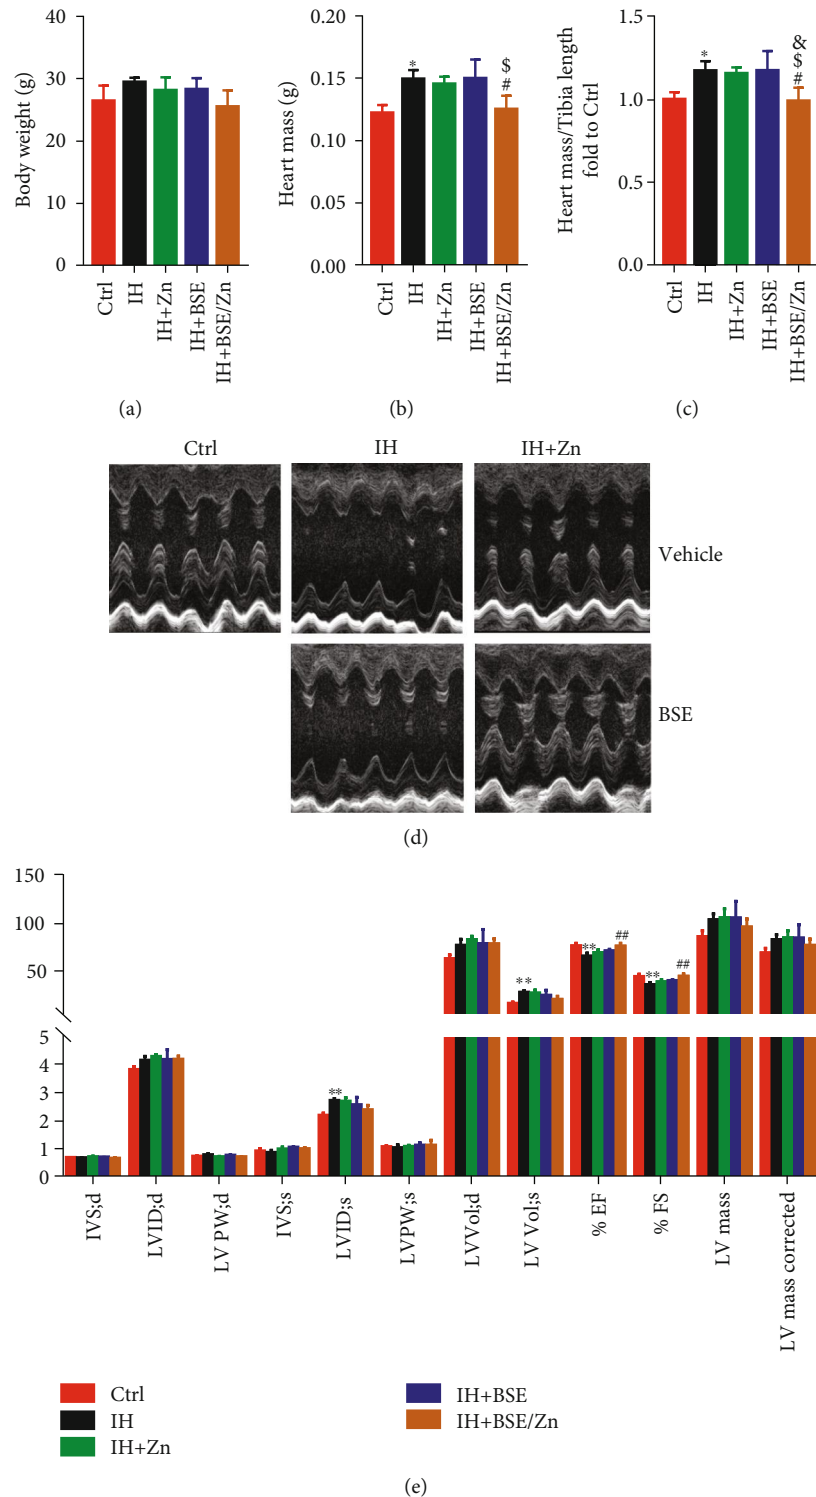 40
30
20
10
0
Body weight (g)
Ctrl
IH
IH+Zn
IH+BSE
IH+BSE/Zn
(a)
0.20
0.15
0.10
0.05
0.00
Heart mass (g)
*
$
#
Ctrl
IH
IH+Zn
IH+BSE
IH+BSE/Zn
(b)
1.5
1.0
0.5
0.0
Heart mass/Tibia length
fold to Ctrl
*
&
$
#
Ctrl
IH
IH+Zn
IH+BSE
IH+BSE/Zn
(c)
Ctrl
IH
IH+Zn
Vehicle
BSE
(d)
150
100
50
5
4
3
2
1
0
**
**
**
##
**
##
IVS;d
LVID;d
LV PW;d
IVS;s
LVID;s
LVPW;s
LVVol;d
LV Vol;s
% EF
% FS
LV mass
LV mass corrected
Ctrl
IH
IH+Zn
IH+BSE
IH+BSE/Zn
(e)